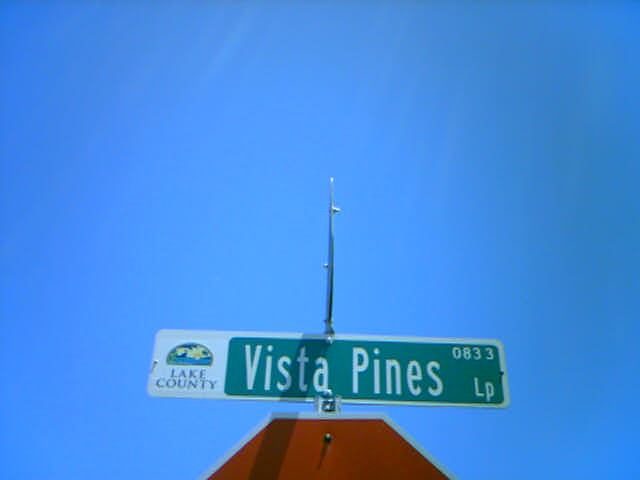 LAKE
COUNTY
Vista Pines
0833
Lp